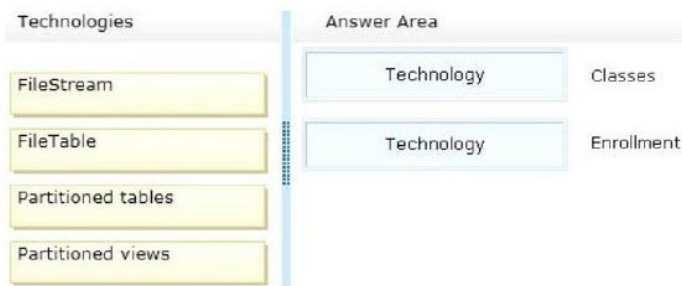 Technologies
Answer Area
FileStream
FileTable
Partitioned tables
Partitioned views
Technology Classes
Technology Enrollment